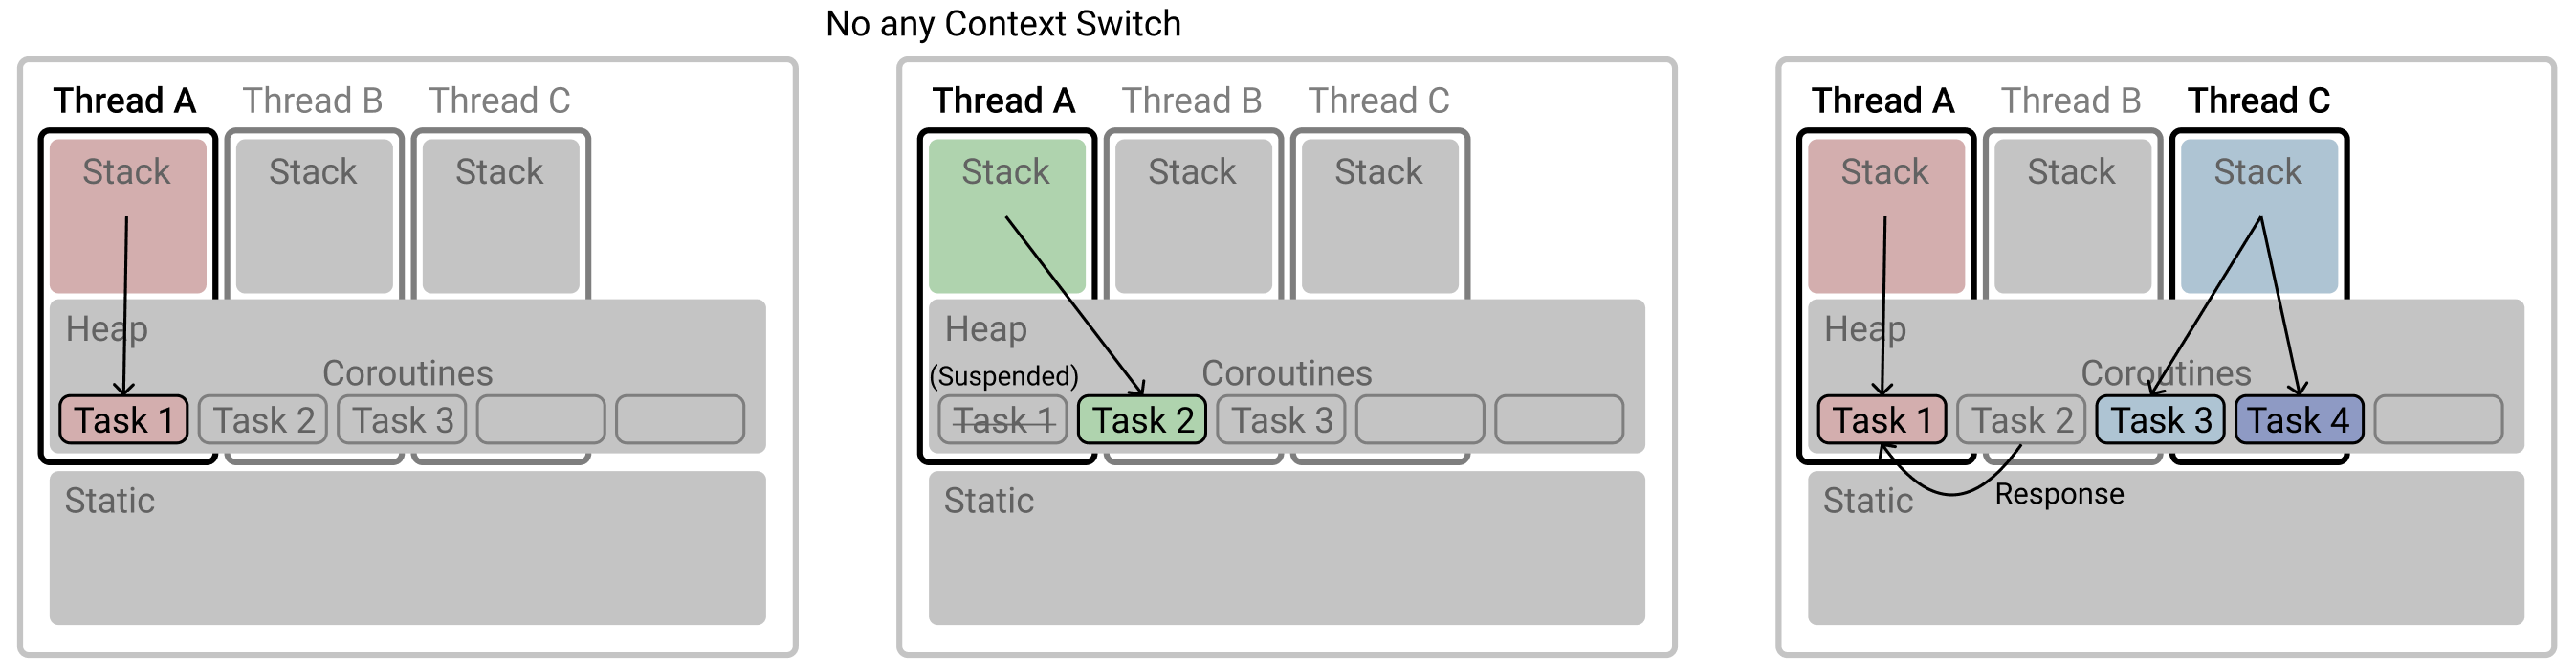 No any Context Switch
Thread A Thread B Thread C
Stack Stack Stack
Heap
Coroutines
Task 1 Task 2 Task 3
Static
Thread A Thread B Thread C
Stack Stack Stack
Heap
(Suspended) Coroutines
Task 1 Task 2 Task 3
Static
Thread A Thread B Thread C
Stack Stack Stack
Heap
Coroutines
Task 1 Task 2 Task 3 Task 4
Response
Static